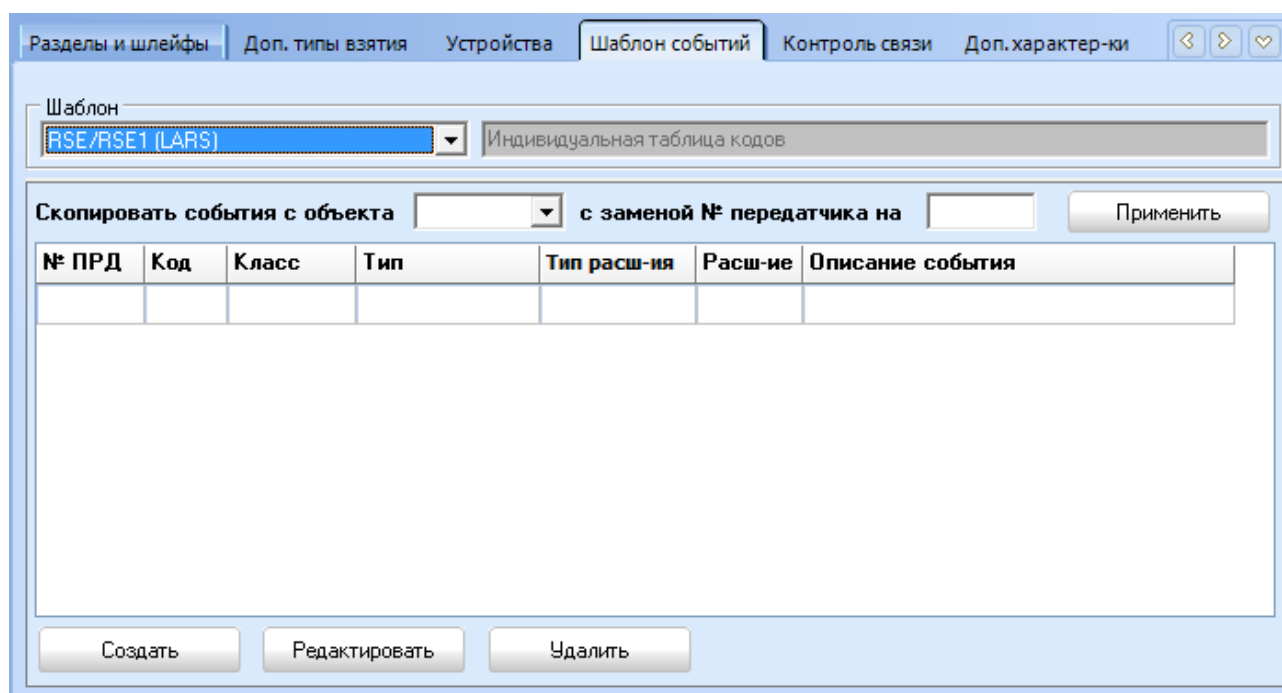 Разделы и шлейфы Доп. типы взятия Устройства Шаблон событий Контроль связи Доп.характер-ки
Шаблон
RSE/RSE1 (LARS) Индивидуальная таблица кодов
Скопировать события с объекта с заменой № передатчика на Применить
№ ПРД Код Класс Тип Тип расш-ия Расш-ие Описание события
Создать Редактировать Удалить